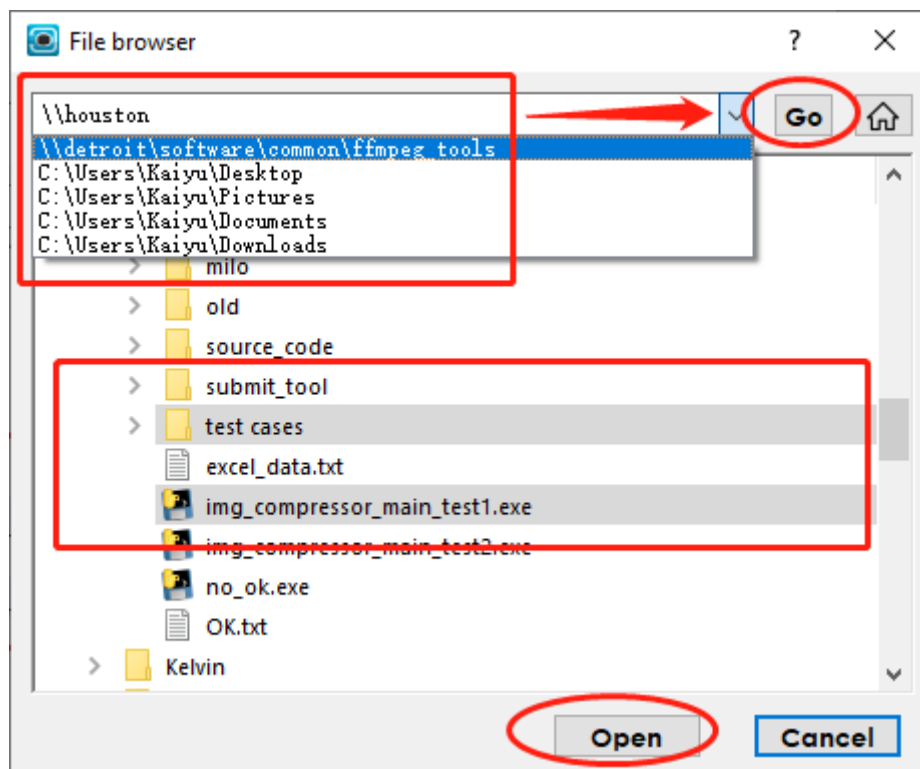 File browser
?
\\houston
Go
\\detroit\software\common\ffmpeg_tools
C:\Users\Kaiyu\Desktop
C:\Users\Kaiyu\Pictures
C:\Users\Kaiyu\Documents
C:\Users\Kaiyu\Downloads
milo
old
source_code
submit_tool
test cases
excel_data.txt
img_compressor_main_test1.exe
img_compressor_main_test2.exe
no_ok.exe
OK.txt
Kelvin
Open
Cancel